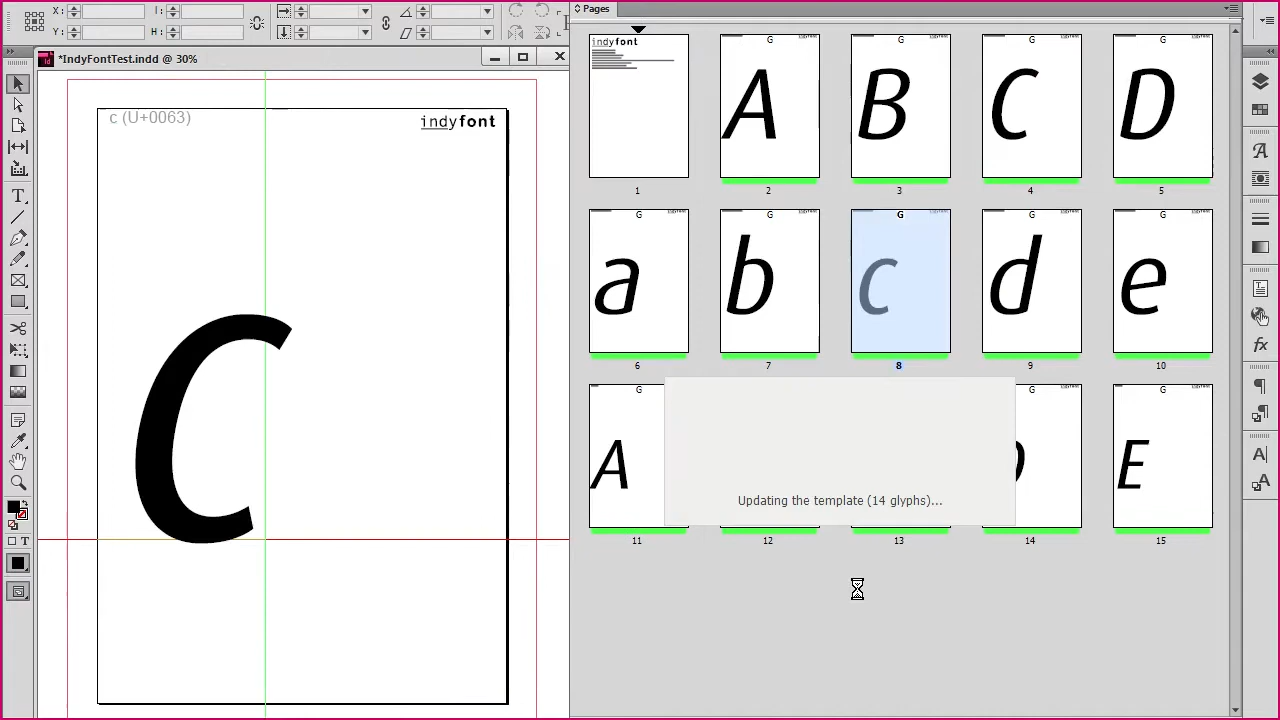 X:
I:
Y:
H:
Pages
*IndyFontTest.indd @ 30%
c (U+0063)
indyfont
C
indyfont
1
G
A
2
G
B
3
G
C
4
G
D
5
G
a
6
G
b
7
G
c
8
G
d
9
G
e
10
G
A
11
12
13
G
14
G
E
15
Updating the template (14 glyphs)...